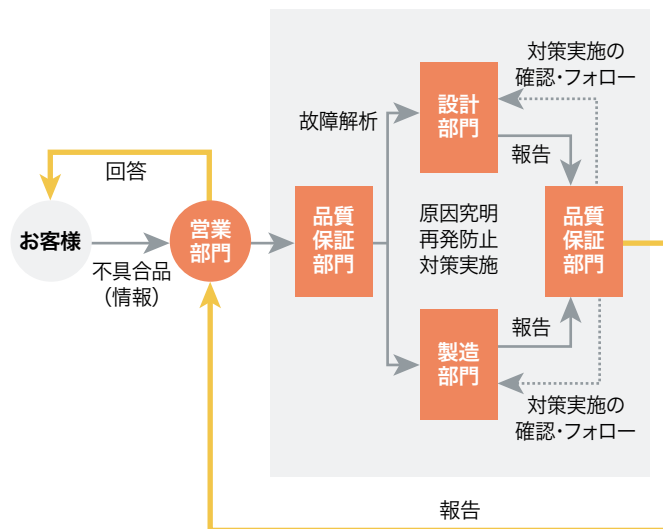 対策実施の
確認・フォロー
設計
部門
故障解析
報告
回答
お客様
営業
部門
品質
保証
部門
原因究明
再発防止
対策実施
品質
保証
部門
不具合品
（情報）
報告
製造
部門
対策実施の
確認・フォロー
報告